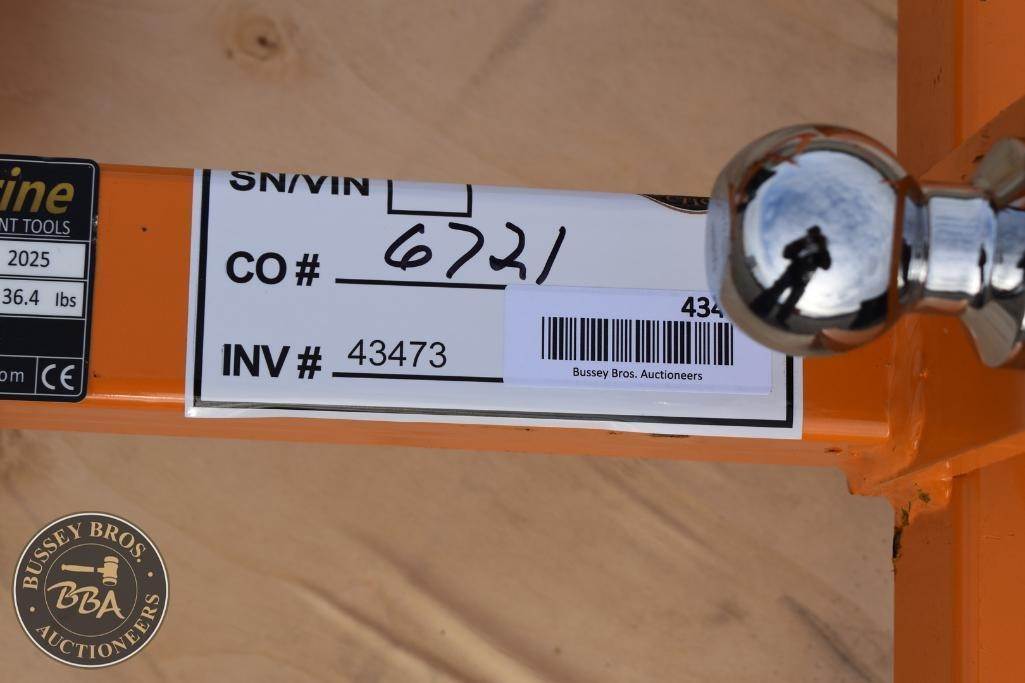 ine
NT TOOLS
2025
36.4 lbs
om CE
SN/VIN
CO # 6721
INV # 43473
434
Bussey Bros. Auctioneers
BUSSEY BROS.
BBA
AUCTIONEERS